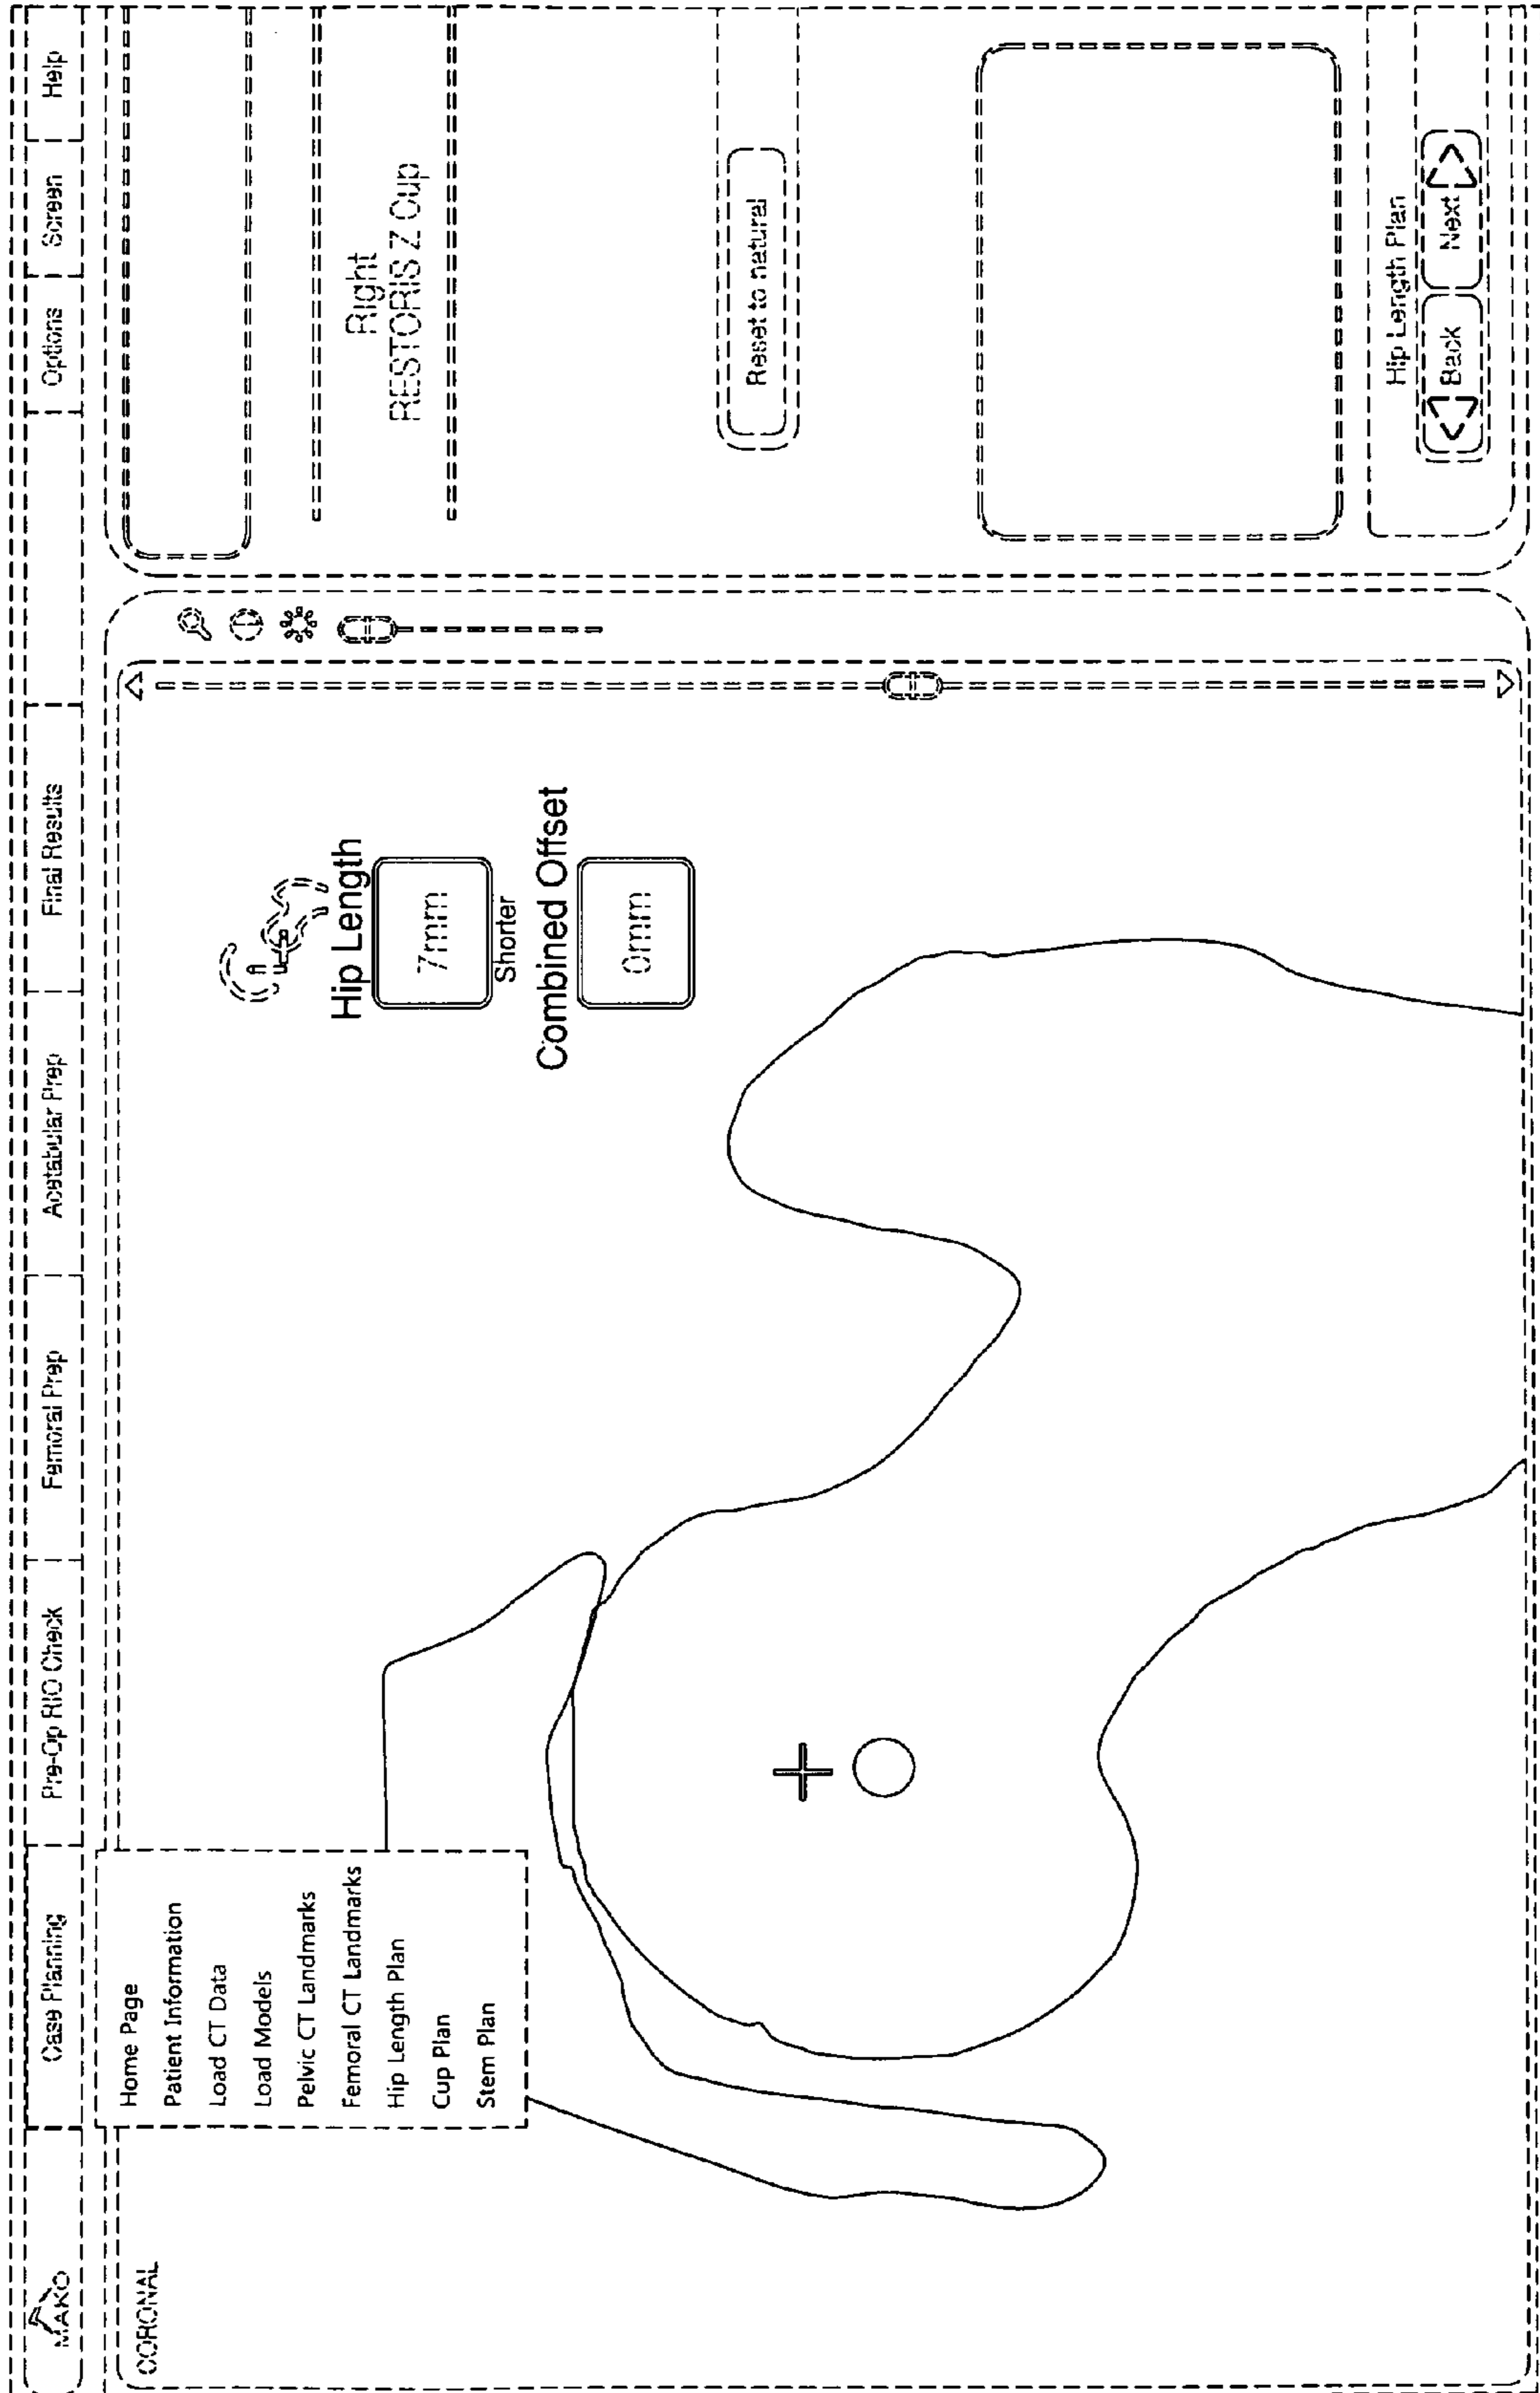 MAKO
Case Planning
Pre-Op RIO Check
Femoral Prep
Acetabular Prep
Final Results
Options
Screen
Help
CORONAL
Home Page
Patient Information
Load CT Data
Load Models
Pelvic CT Landmarks
Femoral CT Landmarks
Hip Length Plan
Cup Plan
Stem Plan
Hip Length
7mm
Shorter
Combined Offset
0mm
Right
RESTORIS Z Cup
Reset to natural
Hip Length Plan
Back
Next